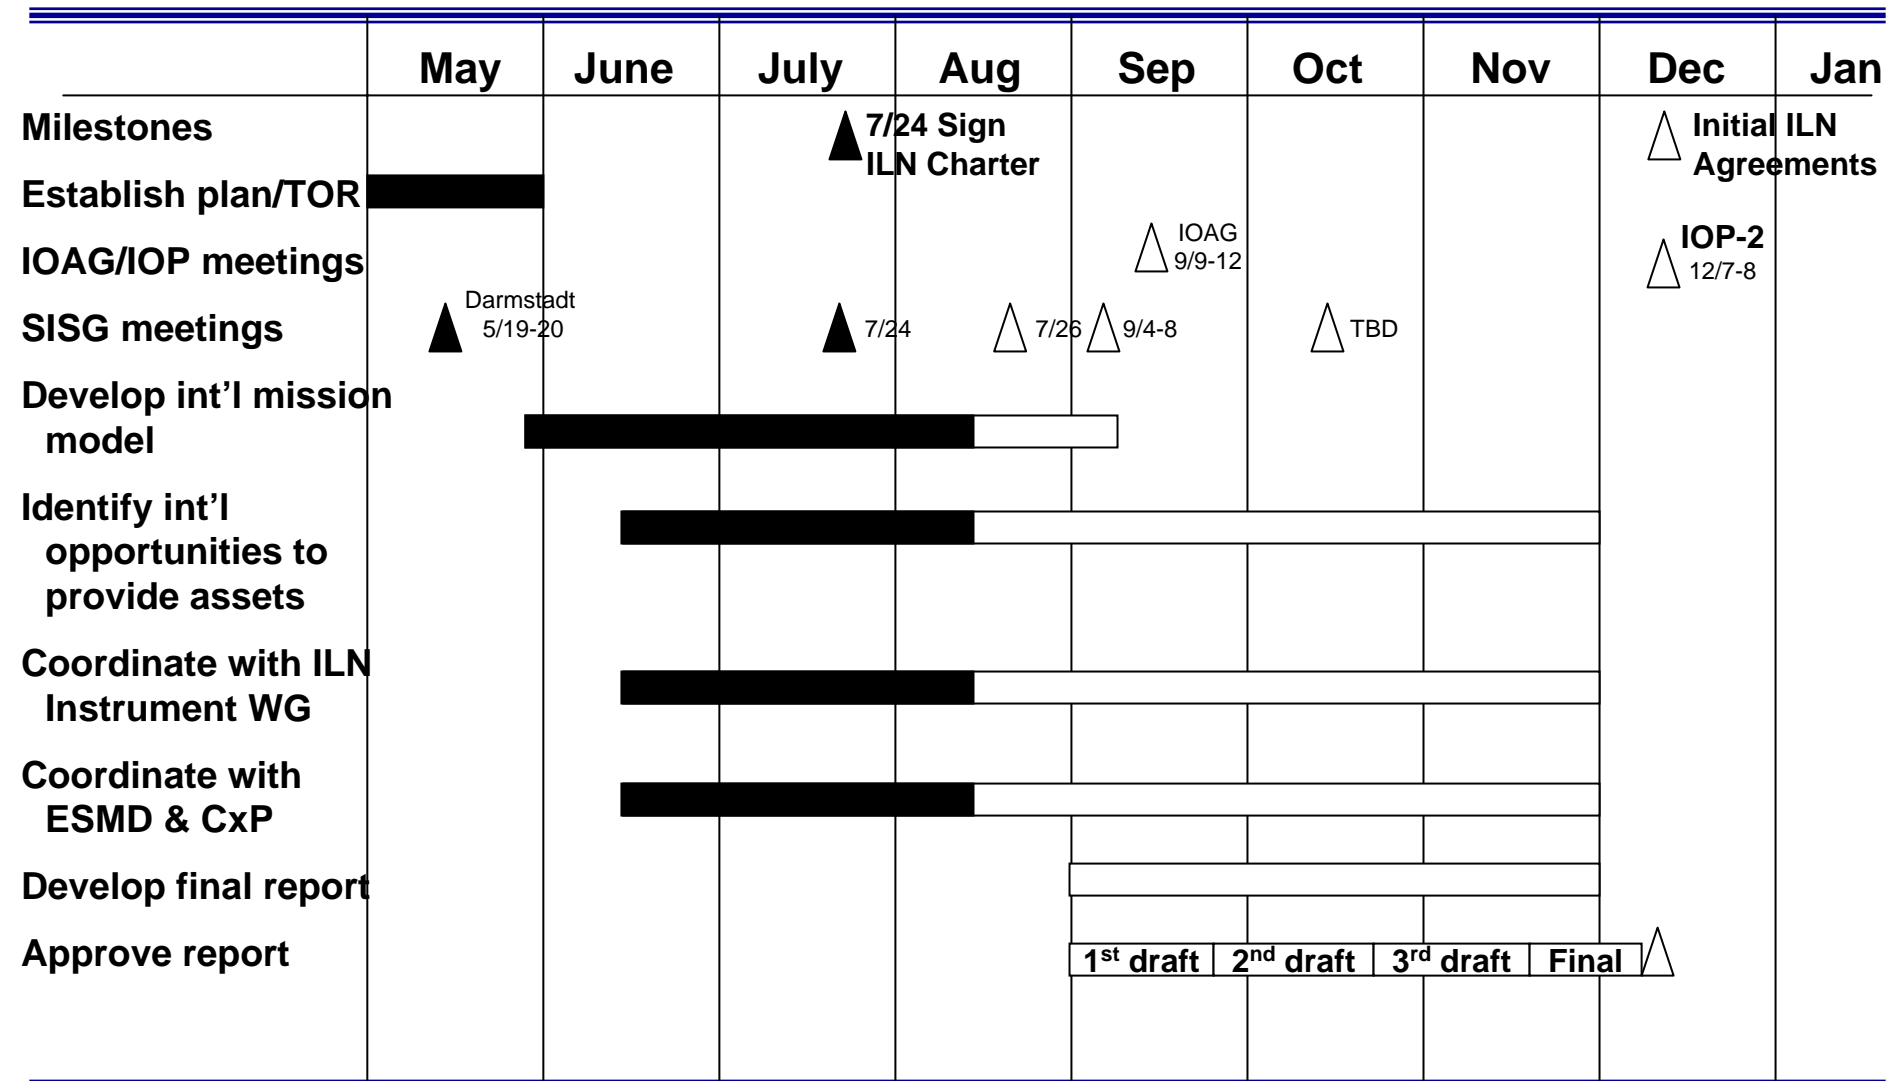 May June July Aug Sep Oct Nov Dec Jan
Milestones
7/24 Sign
ILN Charter
Initial ILN
Agreements
Establish plan/TOR
IOAG/IOP meetings
IOAG
9/9-12
IOP-2
12/7-8
SISG meetings
Darmstadt
5/19-20
7/24
7/26
9/4-8
TBD
Develop int’l mission
model
Identify int’l
opportunities to
provide assets
Coordinate with ILN
Instrument WG
Coordinate with
ESMD & CxP
Develop final report
Approve report
1st draft 2nd draft 3rd draft Final